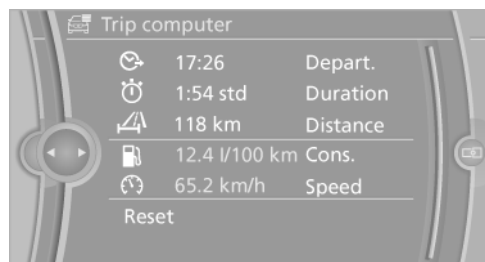 Trip computer
17:26 Depart.
1:54 std Duration
118 km Distance
12.4 l/100 km Cons.
65.2 km/h Speed
Reset